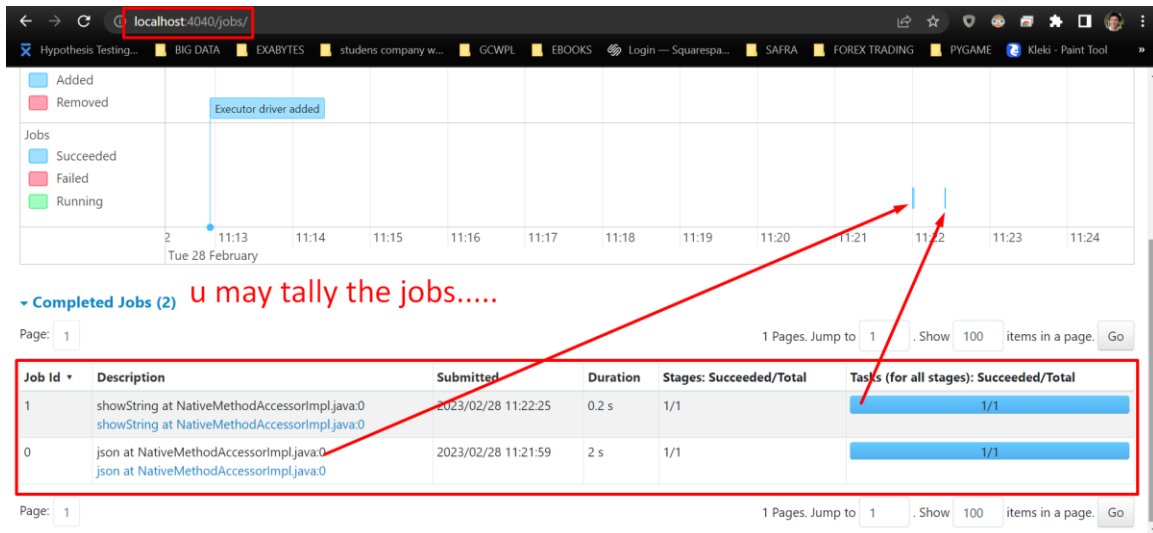 localhost:4040/jobs/
Hypothesis Testing... BIG DATA EXABYTES studens company w... GCWPL EBOOKS Login — Squarespa... SAFRA FOREX TRADING PYGAME Kleki - Paint Tool »
Added
Removed
Executor driver added
Jobs
Succeeded
Failed
Running
2 11:13 11:14 11:15 11:16 11:17 11:18 11:19 11:20 11:21 11:22 11:23 11:24
Tue 28 February
u may tally the jobs.....
Completed Jobs (2)
Page: 1 1 Pages. Jump to 1 . Show 100 items in a page. Go
Job Id ▾ Description Submitted Duration Stages: Succeeded/Total Tasks (for all stages): Succeeded/Total
1 showString at NativeMethodAccessorImpl.java:0 2023/02/28 11:22:25 0.2 s 1/1 1/1
showString at NativeMethodAccessorImpl.java:0
0 json at NativeMethodAccessorImpl.java:0 2023/02/28 11:21:59 2 s 1/1 1/1
json at NativeMethodAccessorImpl.java:0
Page: 1 1 Pages. Jump to 1 . Show 100 items in a page. Go